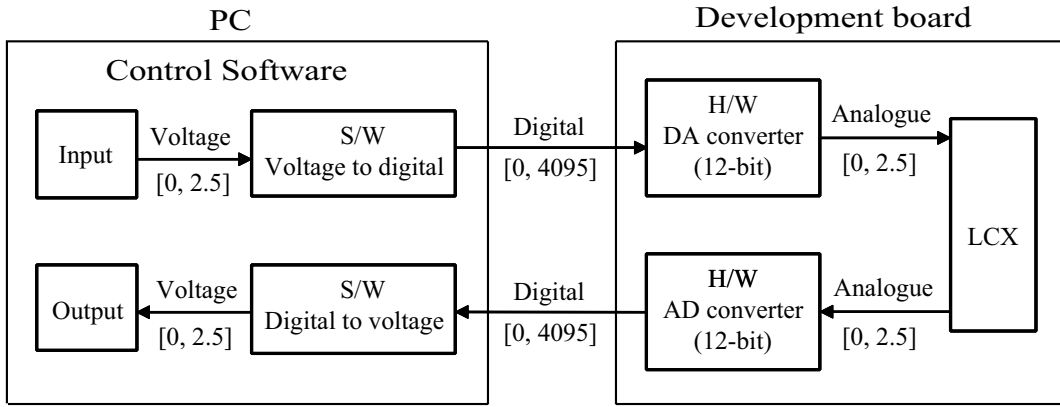 PC
Control Software
Input
Voltage
[0, 2.5]
S/W
Voltage to digital
Digital
[0, 4095]
Output
Voltage
[0, 2.5]
S/W
Digital to voltage
Digital
[0, 4095]
Development board
H/W
DA converter
(12-bit)
Analogue
[0, 2.5]
LCX
H/W
AD converter
(12-bit)
Analogue
[0, 2.5]